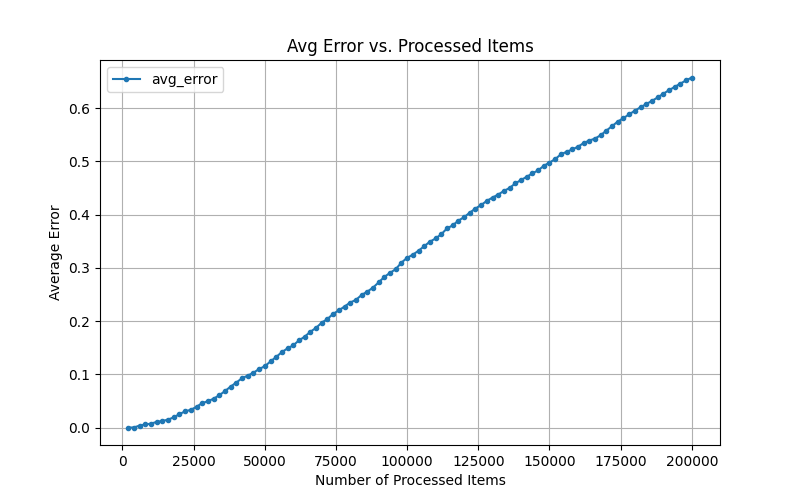 Avg Error vs. Processed Items
avg_error
0.6
0.5
0.4
0.3
0.2
0.1
0.0
Average Error
0 25000 50000 75000 100000 125000 150000 175000 200000
Number of Processed Items